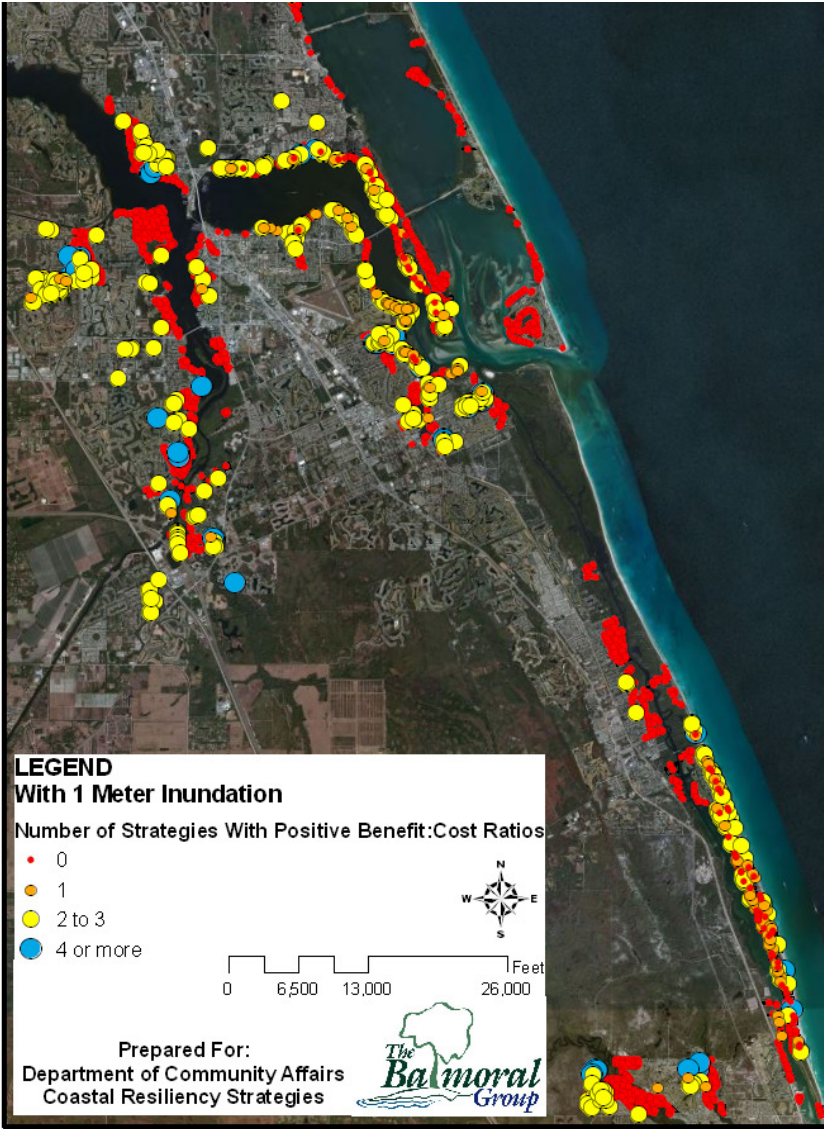 LEGEND
With 1 Meter Inundation
Number of Strategies With Positive Benefit:Cost Ratios
0
1
2 to 3
4 or more
N
W E
S
Feet
0 6,500 13,000 26,000
Prepared For:
Department of Community Affairs
Coastal Resiliency Strategies
The
Balmoral
Group